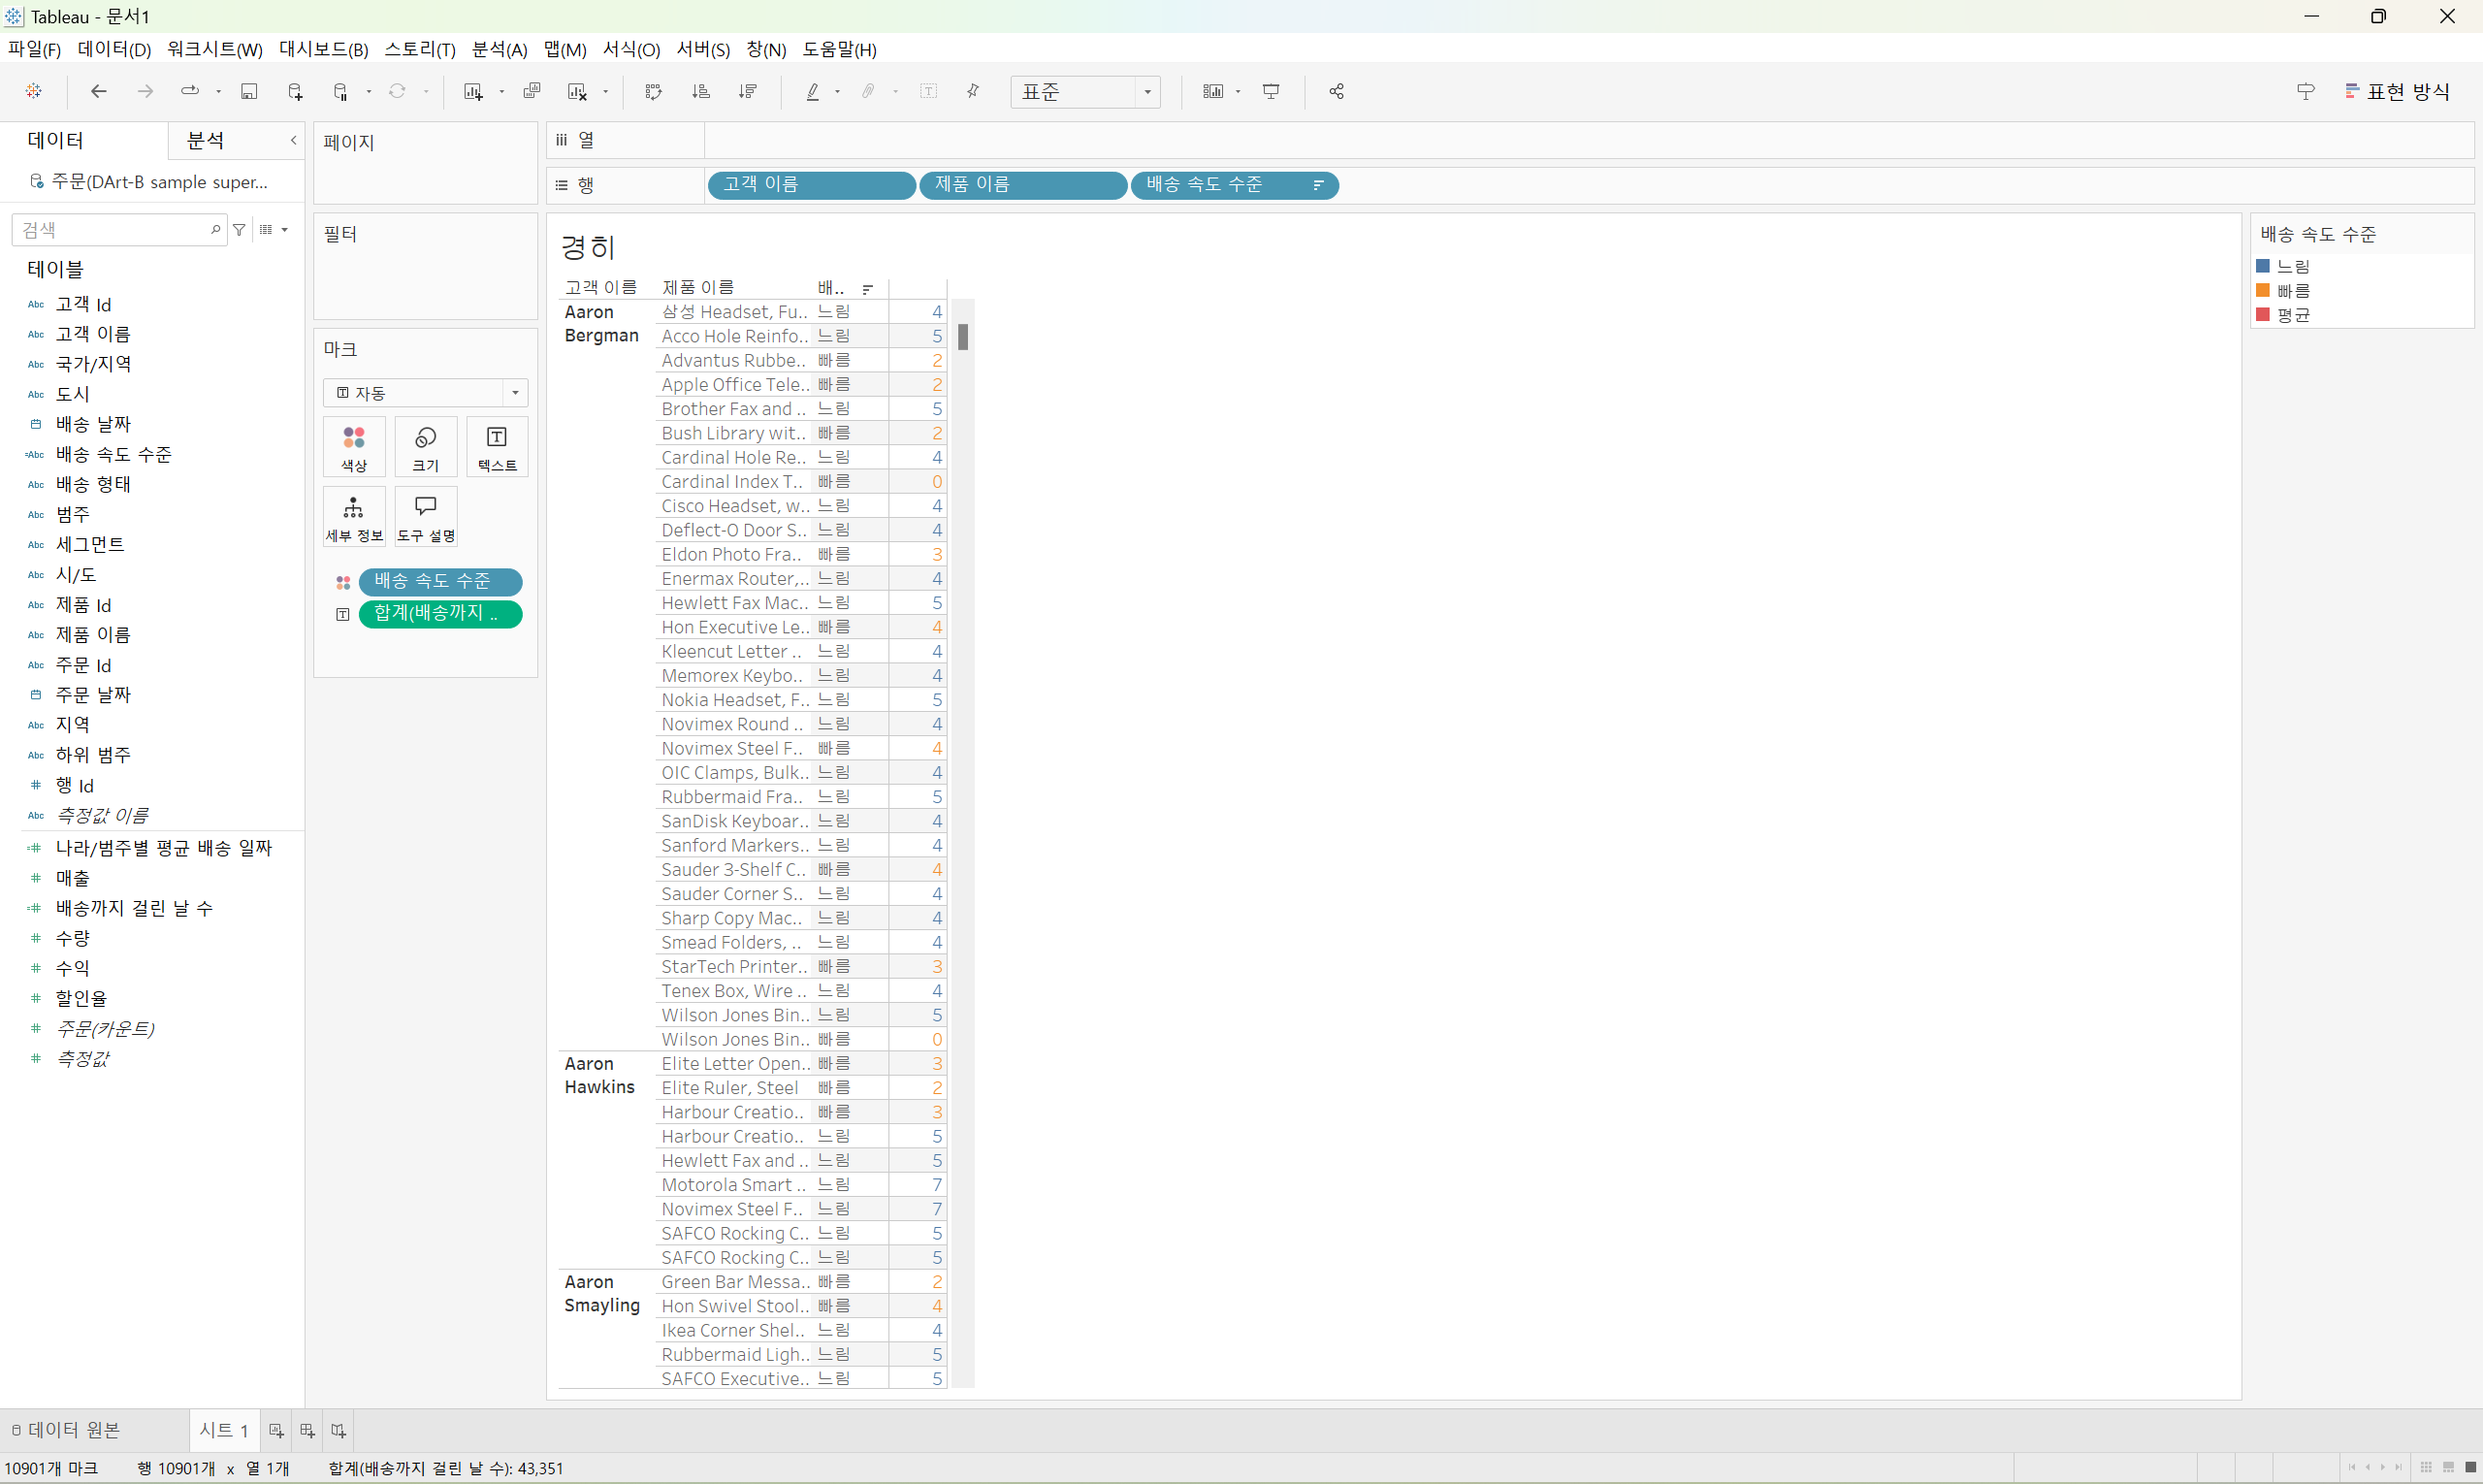 Tableau - 문서1
파일(F) 데이터(D) 워크시트(W) 대시보드(B) 스토리(T) 분석(A) 맵(M) 서식(O) 서버(S) 창(N) 도움말(H)
표준
표현 방식
데이터 분석
주문(DArt-B sample super...
검색
테이블
Abc 고객 Id
Abc 고객 이름
Abc 국가/지역
Abc 도시
배송 날짜
=Abc 배송 속도 수준
Abc 배송 형태
Abc 범주
Abc 세그먼트
Abc 시/도
Abc 제품 Id
Abc 제품 이름
Abc 주문 Id
주문 날짜
Abc 지역
Abc 하위 범주
# 행 Id
Abc 측정값 이름
=# 나라/범주별 평균 배송 일짜
# 매출
=# 배송까지 걸린 날 수
# 수량
# 수익
# 할인율
# 주문(카운트)
# 측정값
페이지
필터
마크
자동
색상 크기 텍스트
세부 정보 도구 설명
배송 속도 수준
합계(배송까지 ..
열
행 고객 이름 제품 이름 배송 속도 수준
경히
고객 이름 제품 이름 배..
Aaron Bergman
삼성 Headset, Fu.. 느림 4
Acco Hole Reinfo.. 느림 5
Advantus Rubbe.. 빠름 2
Apple Office Tele.. 빠름 2
Brother Fax and .. 느림 5
Bush Library wit.. 빠름 2
Cardinal Hole Re.. 느림 4
Cardinal Index T.. 빠름 0
Cisco Headset, w.. 느림 4
Deflect-O Door S.. 느림 4
Eldon Photo Fra.. 빠름 3
Enermax Router,.. 느림 4
Hewlett Fax Mac.. 느림 5
Hon Executive Le.. 빠름 4
Kleencut Letter .. 느림 4
Memorex Keybo.. 느림 4
Nokia Headset, F.. 느림 5
Novimex Round .. 느림 4
Novimex Steel F.. 빠름 4
OIC Clamps, Bulk.. 느림 4
Rubbermaid Fra.. 느림 5
SanDisk Keyboar.. 느림 4
Sanford Markers.. 느림 4
Sauder 3-Shelf C.. 빠름 4
Sauder Corner S.. 느림 4
Sharp Copy Mac.. 느림 4
Smead Folders, .. 느림 4
StarTech Printer.. 빠름 3
Tenex Box, Wire .. 느림 4
Wilson Jones Bin.. 느림 5
Wilson Jones Bin.. 빠름 0
Aaron Hawkins
Elite Letter Open.. 빠름 3
Elite Ruler, Steel 빠름 2
Harbour Creatio.. 빠름 3
Harbour Creatio.. 느림 5
Hewlett Fax and .. 느림 5
Motorola Smart .. 느림 7
Novimex Steel F.. 느림 7
SAFCO Rocking C.. 느림 5
SAFCO Rocking C.. 느림 5
Aaron Smayling
Green Bar Messa.. 빠름 2
Hon Swivel Stool.. 빠름 4
Ikea Corner Shel.. 느림 4
Rubbermaid Ligh.. 느림 5
SAFCO Executive.. 느림 5
배송 속도 수준
느림
빠름
평균
데이터 원본 시트 1
10901개 마크 행 10901개 x 열 1개 합계(배송까지 걸린 날 수): 43,351